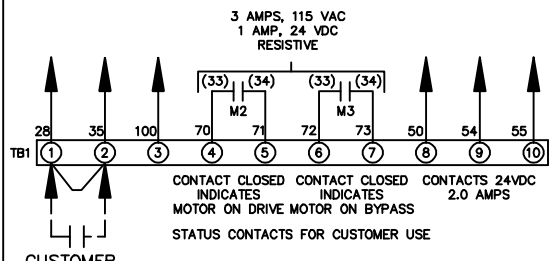 3 AMPS, 115 VAC
1 AMP, 24 VDC
RESISTIVE
(33) (34) (33) (34)
M2 M3
28 35 100 70 71 72 73 50 54 55
TB1 1 2 3 4 5 6 7 8 9 10
CONTACT CLOSED CONTACT CLOSED CONTACTS 24VDC
INDICATES INDICATES 2.0 AMPS
MOTOR ON DRIVE MOTOR ON BYPASS
STATUS CONTACTS FOR CUSTOMER USE
CUSTOMER